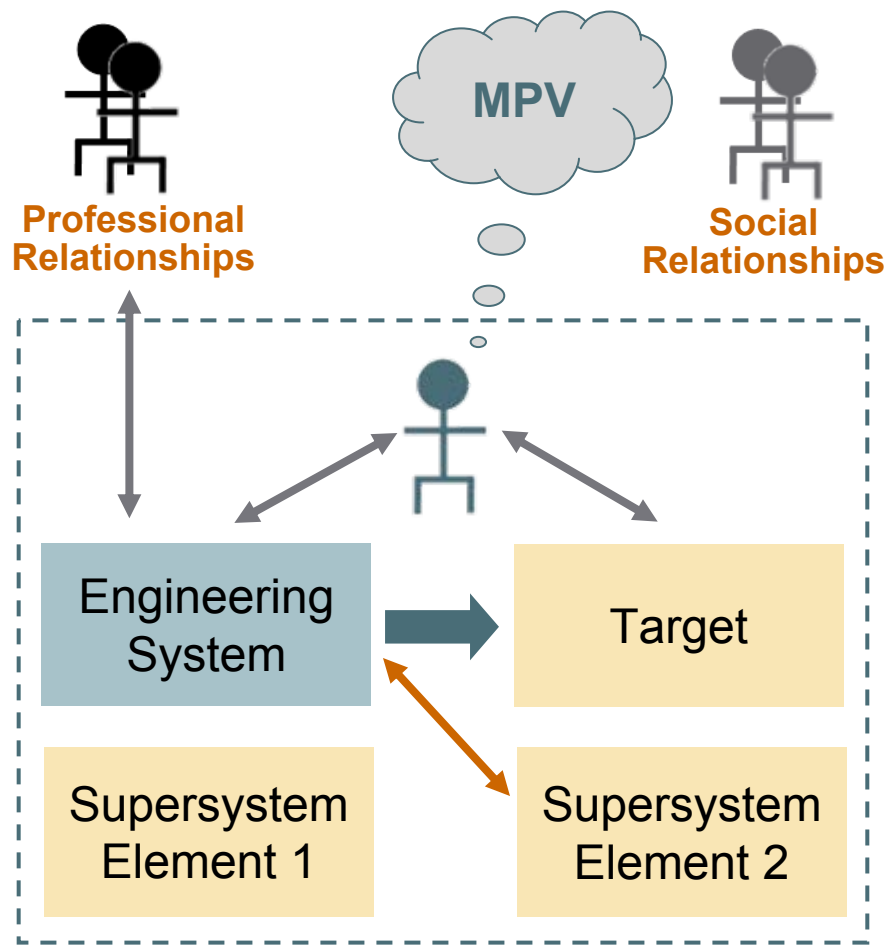 MPV
Professional
Relationships
Social
Relationships
Engineering
System
Target
Supersystem
Element 1
Supersystem
Element 2